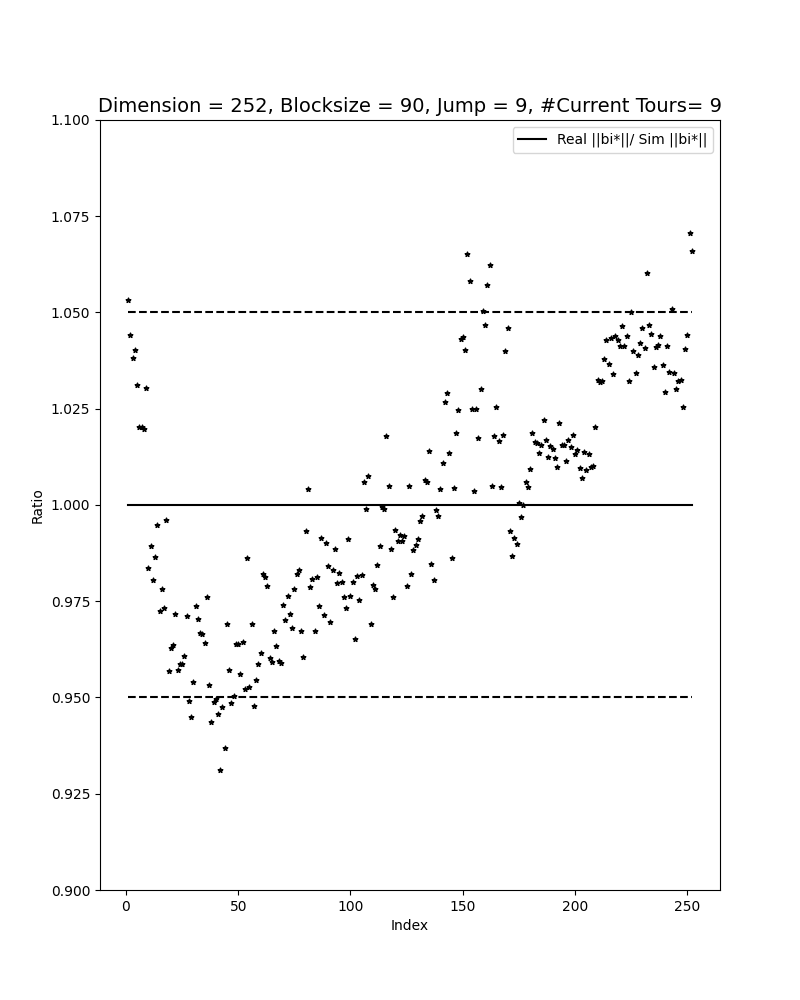 Dimension = 252, Blocksize = 90, Jump = 9, #Current Tours= 9
1.100
Real ||bi*||/ Sim ||bi*||
1.075
1.050
1.025
1.000
Ratio
0.975
0.950
0.925
0.900
0 50 100 150 200 250
Index